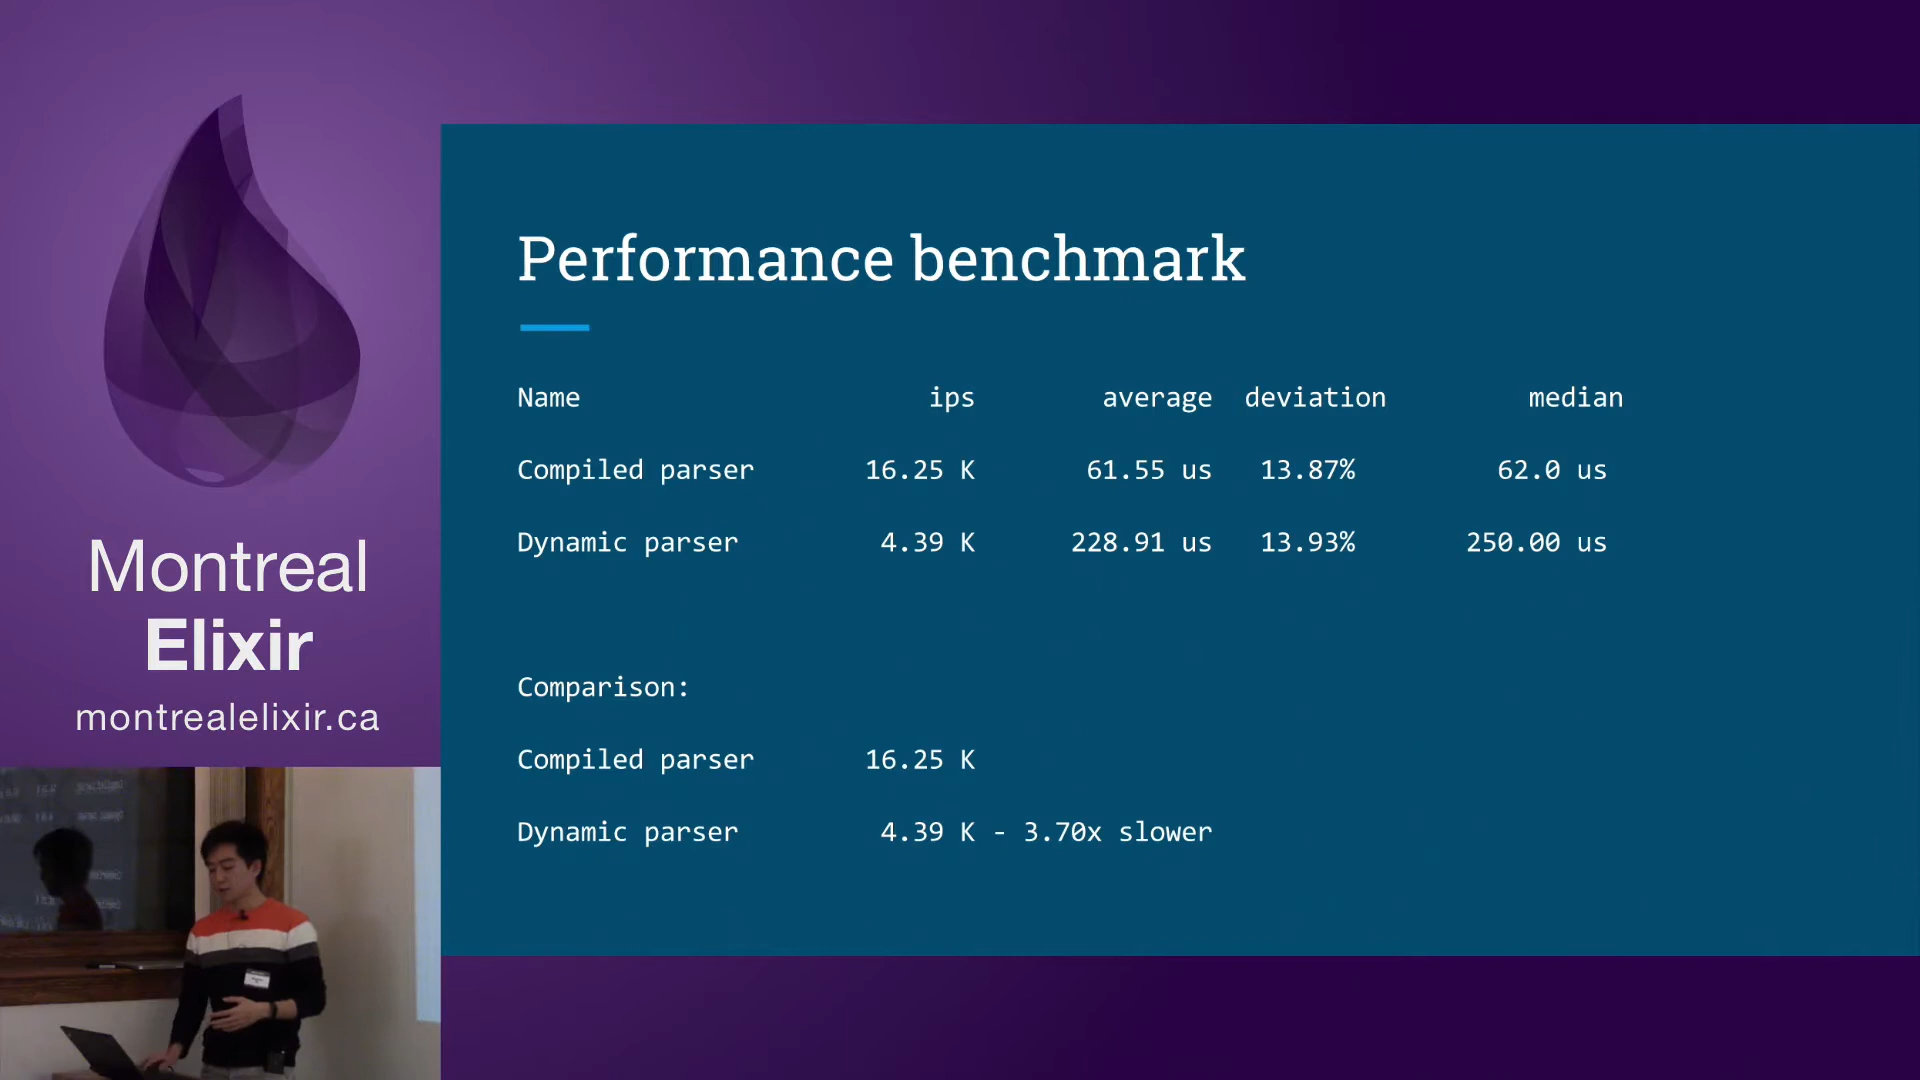 Montreal
Elixir
montrealelixir.ca
Performance benchmark
Name ips average deviation median
Compiled parser 16.25 K 61.55 us 13.87% 62.0 us
Dynamic parser 4.39 K 228.91 us 13.93% 250.00 us
Comparison:
Compiled parser 16.25 K
Dynamic parser 4.39 K - 3.70x slower